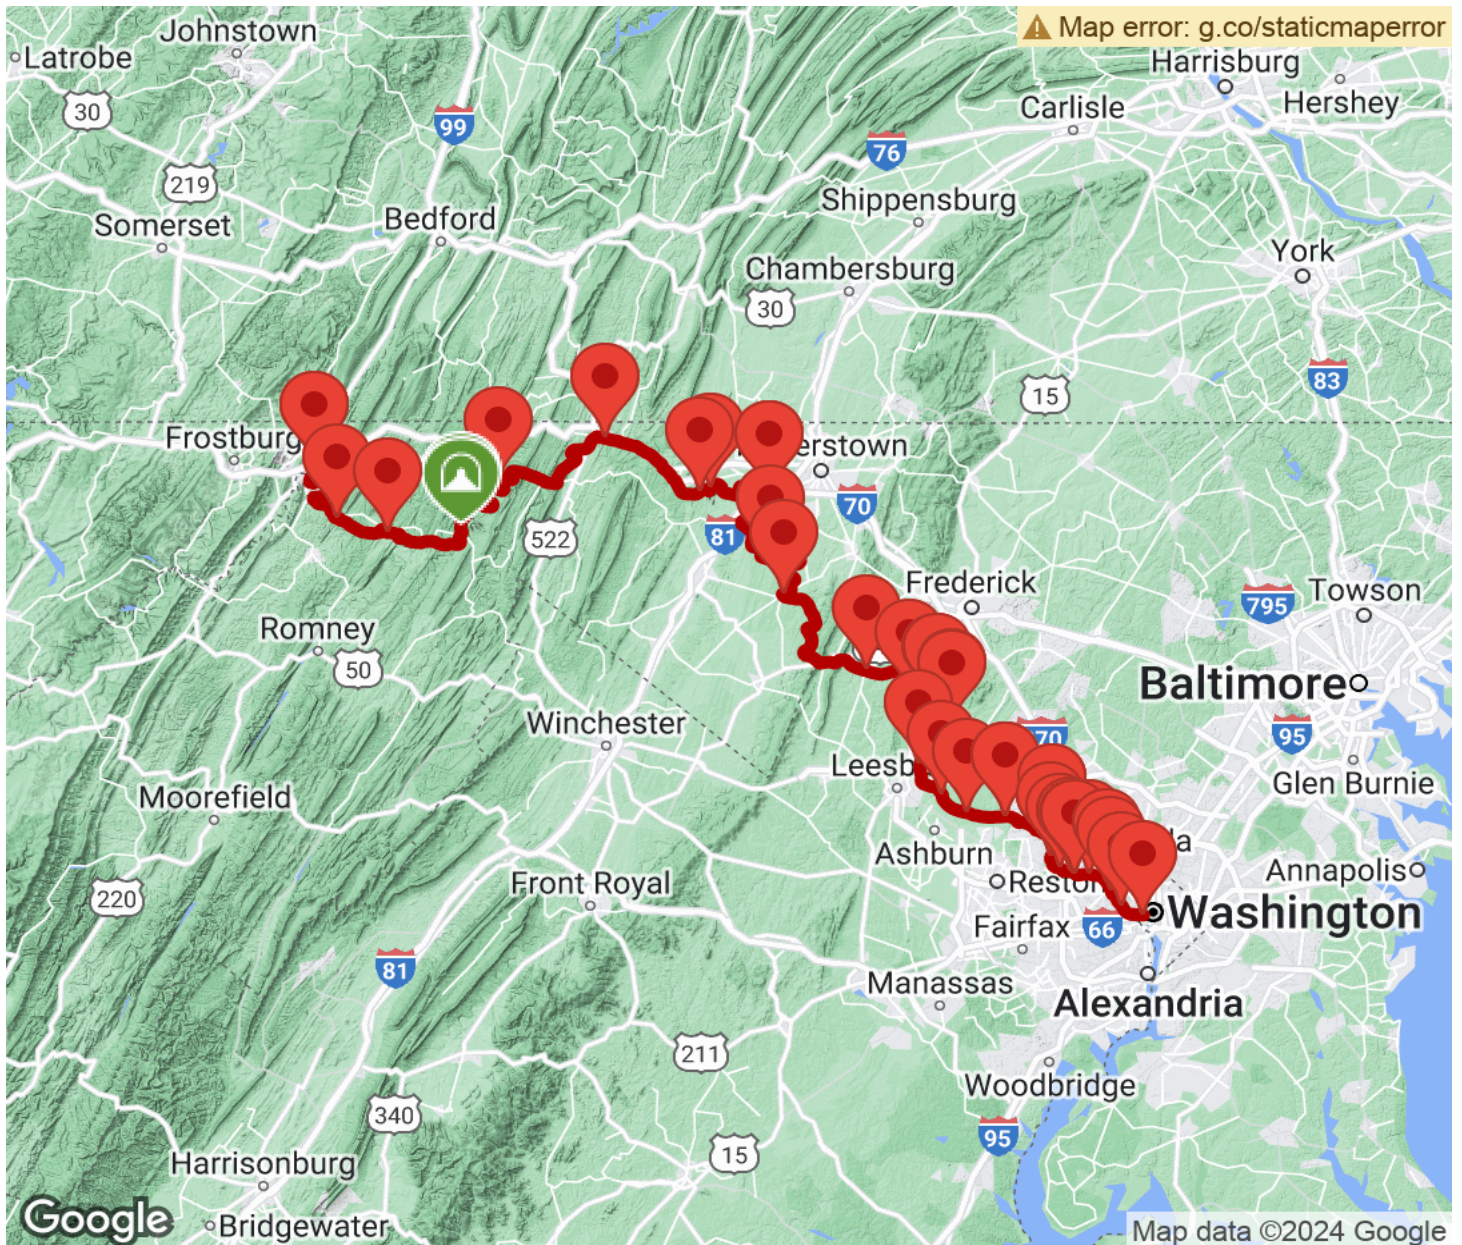 Map error: g.co/staticmaperror
Johnstown
Latrobe
Harrisburg
Hershey
Carlisle
30
99
76
219
Shippensburg
Somerset
Bedford
York
Chambersburg
30
83
15
Frostburg
erstown
70
522
81
Frederick
795
Towson
Romney
50
Baltimore
Winchester
95
70
Leesb
Glen Burnie
Moorefield
Ashburn
da
Annapolis
220
Front Royal
Reston
Washington
Fairfax
66
81
Manassas
Alexandria
211
Woodbridge
340
95
15
Harrisonburg
Google
Bridgewater
Map data ©2024 Google